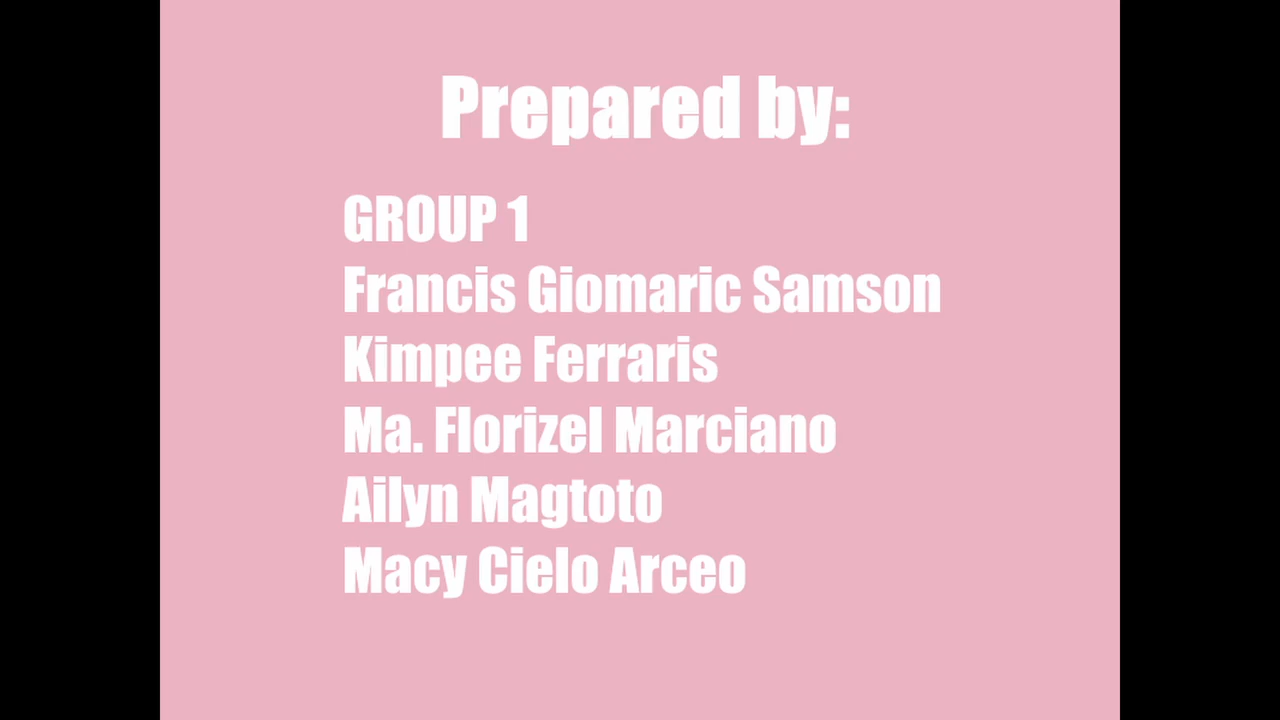 Prepared by:
GROUP 1
Francis Giomaric Samson
Kimpee Ferraris
Ma. Florizel Marciano
Ailyn Magtoto
Macy Cielo Arceo